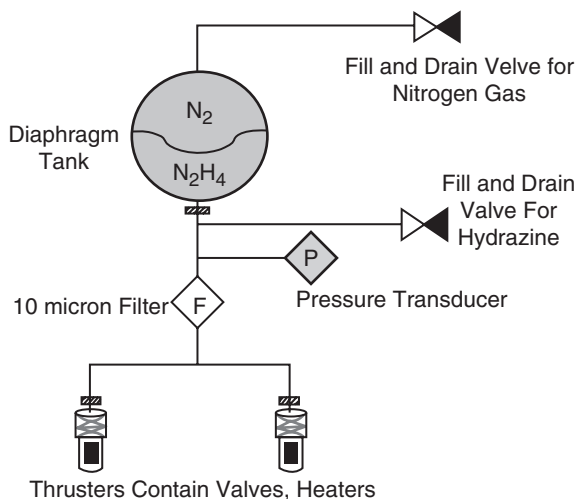 Fill and Drain Velve for
Nitrogen Gas
N2
Diaphragm
Tank
N2H4
Fill and Drain
Valve For
Hydrazine
P
Pressure Transducer
10 micron Filter
F
Thrusters Contain Valves, Heaters